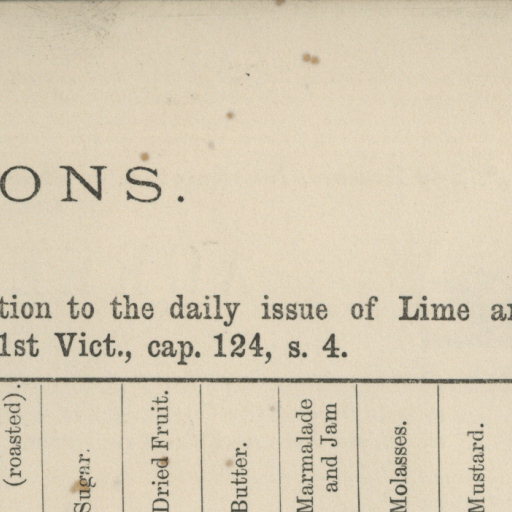 ONS.
tion to the daily issue of Lime an
1st Vict., cap. 124, s. 4.
(roasted).
Sugar.
Dried Fruit.
Butter.
Marmalade
and Jam
Molasses.
Mustard.